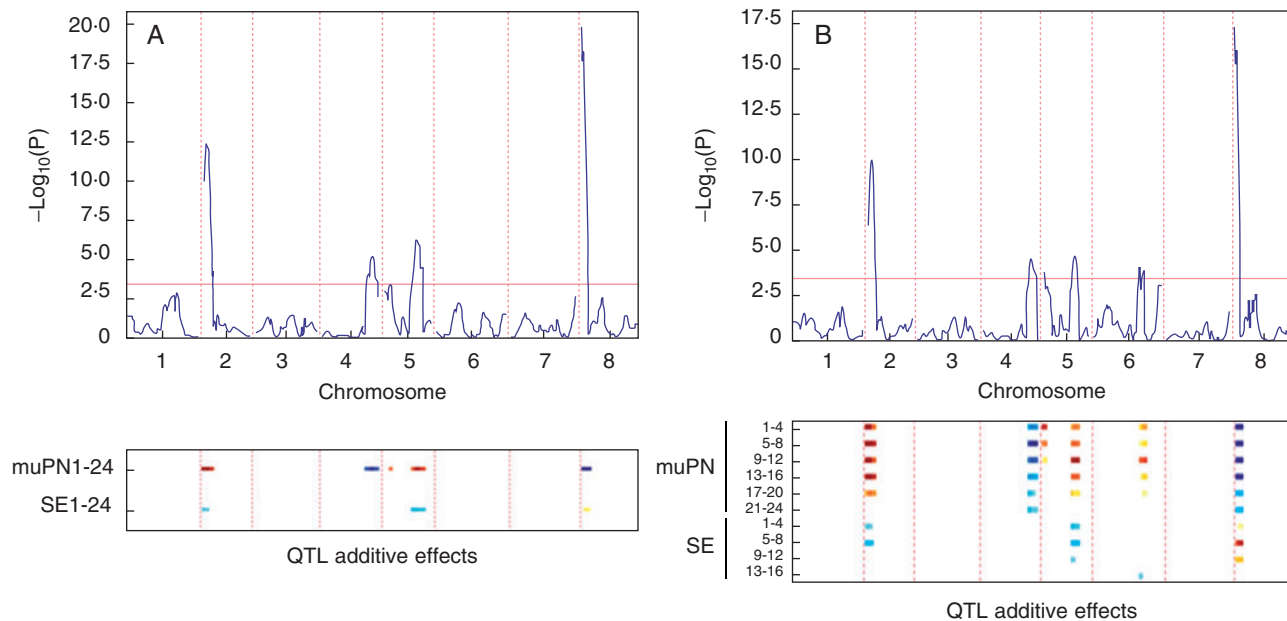 A
−Log₁₀(P)
20·0
17·5
15·0
12·5
10·0
7·5
5·0
2·5
0
1 2 3 4 5 6 7 8
Chromosome
muPN1-24
SE1-24
QTL additive effects
B
−Log₁₀(P)
17·5
15·0
12·5
10·0
7·5
5·0
2·5
0
1 2 3 4 5 6 7 8
Chromosome
muPN
1-4
5-8
9-12
13-16
17-20
21-24
SE
1-4
5-8
9-12
13-16
QTL additive effects